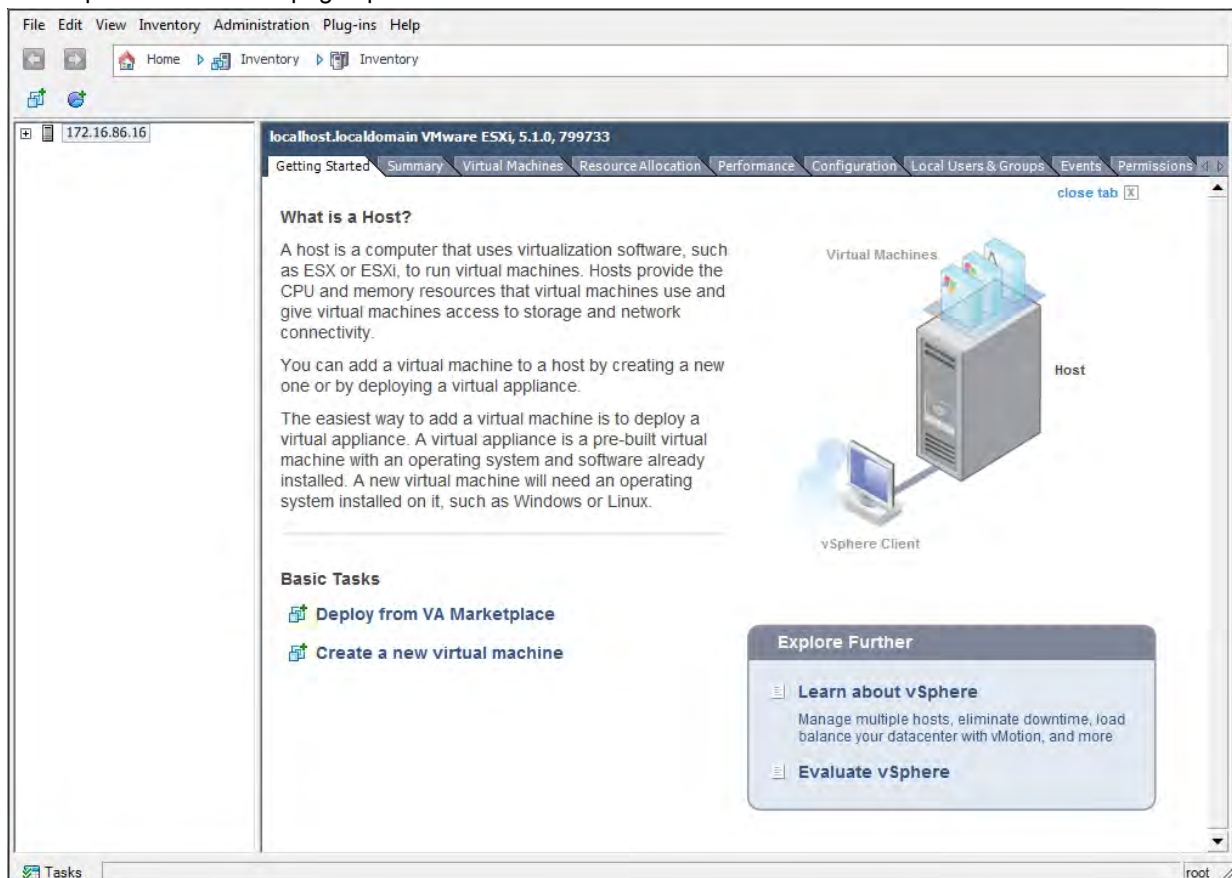 File Edit View Inventory Administration Plug-ins Help
Home Inventory Inventory
172.16.86.16
localhost.localdomain VMware ESXi, 5.1.0, 799733
Getting Started Summary Virtual Machines Resource Allocation Performance Configuration Local Users & Groups Events Permissions
close tab X
What is a Host?
A host is a computer that uses virtualization software, such
as ESX or ESXi, to run virtual machines. Hosts provide the
CPU and memory resources that virtual machines use and
give virtual machines access to storage and network
connectivity.
You can add a virtual machine to a host by creating a new
one or by deploying a virtual appliance.
The easiest way to add a virtual machine is to deploy a
virtual appliance. A virtual appliance is a pre-built virtual
machine with an operating system and software already
installed. A new virtual machine will need an operating
system installed on it, such as Windows or Linux.
Virtual Machines
Host
vSphere Client
Basic Tasks
Deploy from VA Marketplace
Create a new virtual machine
Explore Further
Learn about vSphere
Manage multiple hosts, eliminate downtime, load
balance your datacenter with vMotion, and more
Evaluate vSphere
Tasks
root